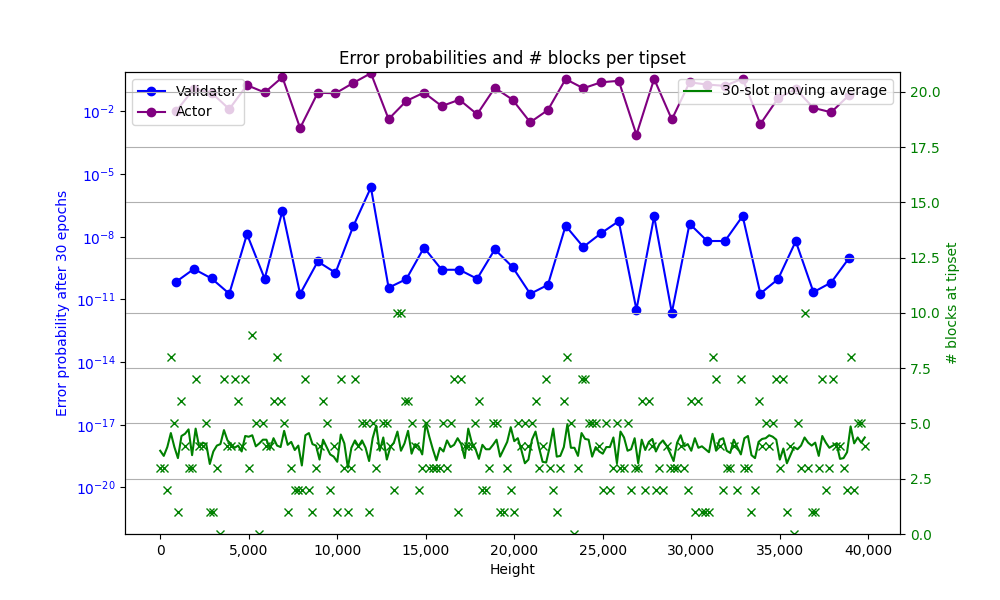 Error probabilities and # blocks per tipset
Validator
Actor
30-slot moving average
Error probability after 30 epochs
10⁻²
10⁻⁵
10⁻⁸
10⁻¹¹
10⁻¹⁴
10⁻¹⁷
10⁻²⁰
20.0
17.5
15.0
12.5
10.0
7.5
5.0
2.5
0.0
# blocks at tipset
0 5,000 10,000 15,000 20,000 25,000 30,000 35,000 40,000
Height